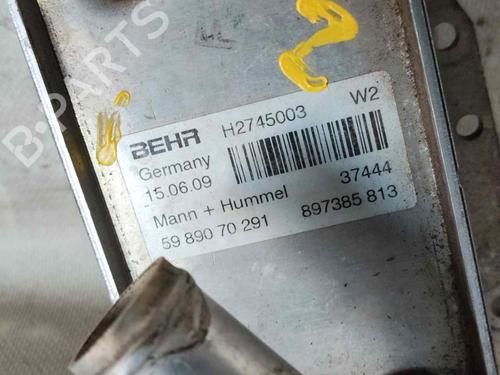 B-PARTS
BEHR H2745003 W2
Germany
15.06.09 37444
Mann + Hummel 897385 813
59 890 70 291